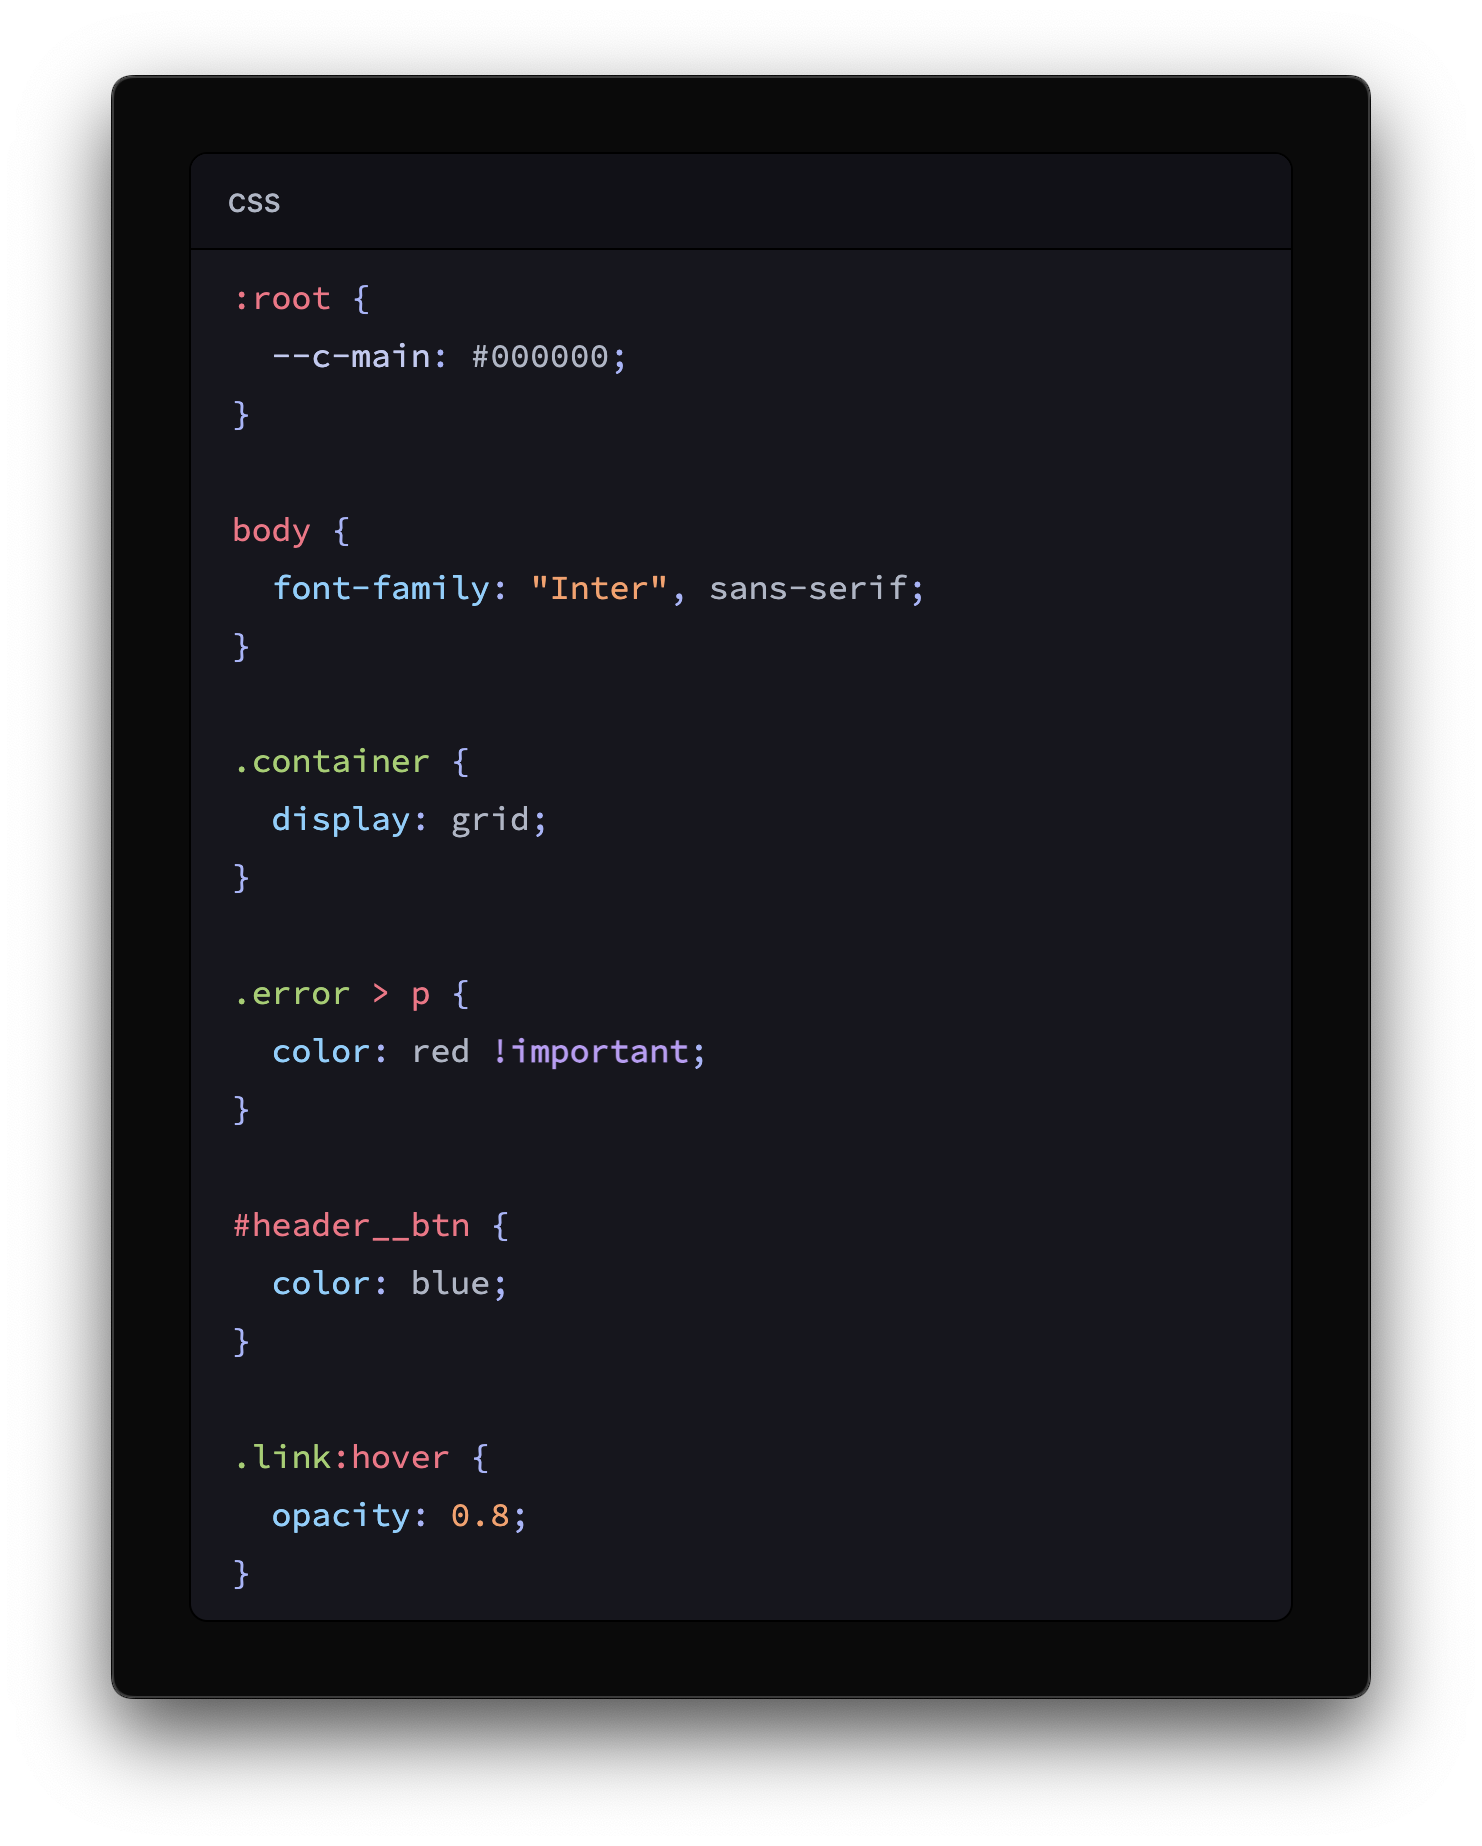 css
:root {
  --c-main: #000000;
}
body {
  font-family: "Inter", sans-serif;
}
.container {
  display: grid;
}
.error > p {
  color: red !important;
}
#header__btn {
  color: blue;
}
.link:hover {
  opacity: 0.8;
}